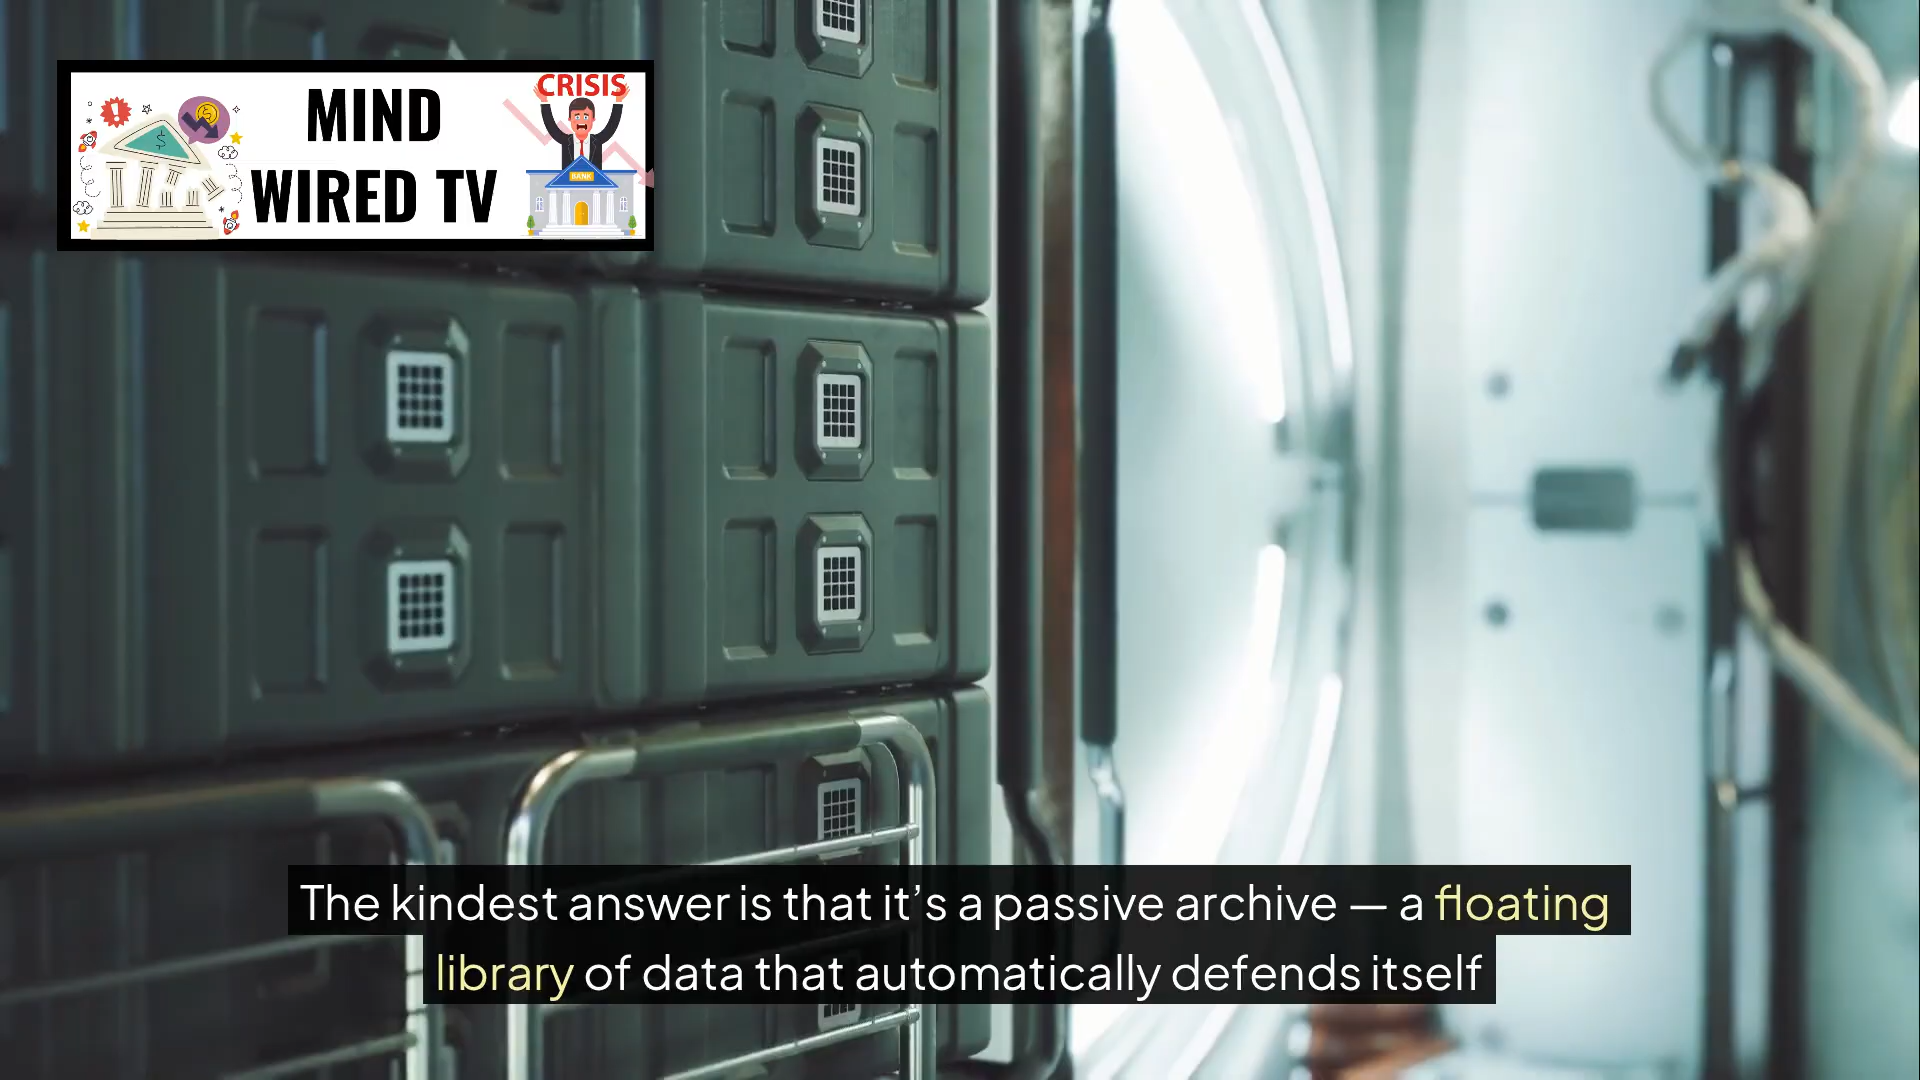 MIND
WIRED TV
CRISIS
$
BANK
The kindest answer is that it’s a passive archive — a floating
library of data that automatically defends itself